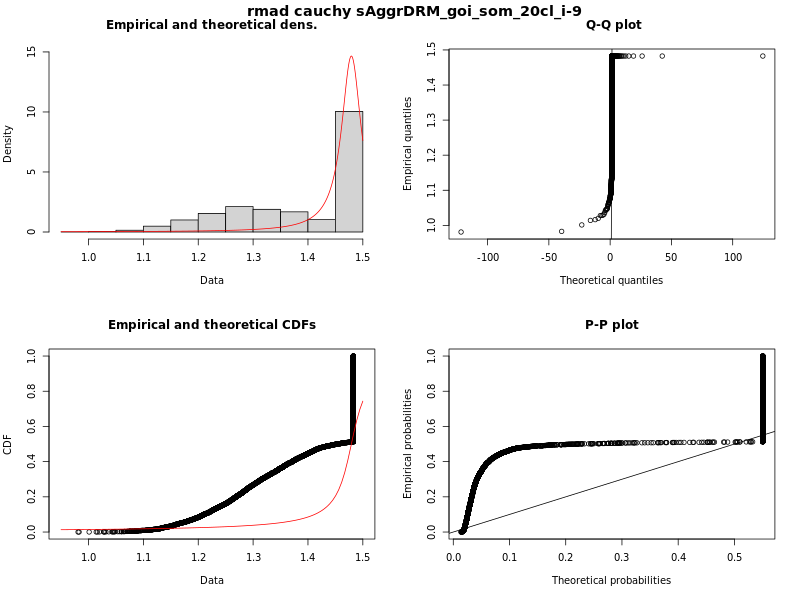 rmad cauchy sAggrDRM_goi_som_20cl_i-9
Empirical and theoretical dens.
Density
0 5 10 15
1.0 1.1 1.2 1.3 1.4 1.5
Data
Q-Q plot
Empirical quantiles
1.0 1.1 1.2 1.3 1.4 1.5
-100 -50 0 50 100
Theoretical quantiles
Empirical and theoretical CDFs
CDF
0.0 0.2 0.4 0.6 0.8 1.0
1.0 1.1 1.2 1.3 1.4 1.5
Data
P-P plot
Empirical probabilities
0.0 0.2 0.4 0.6 0.8 1.0
0.0 0.1 0.2 0.3 0.4 0.5
Theoretical probabilities